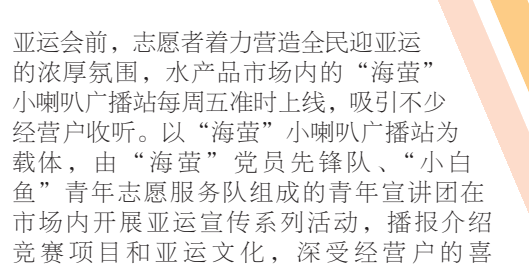 亚运会前，志愿者着力营造全民迎亚运
的浓厚氛围，水产品市场内的“海萤”
小喇叭广播站每周五准时上线，吸引不少
经营户收听。以“海萤”小喇叭广播站为
载体，由“海萤”党员先锋队、“小白
鱼”青年志愿服务队组成的青年宣讲团在
市场内开展亚运宣传系列活动，播报介绍
竞赛项目和亚运文化，深受经营户的喜